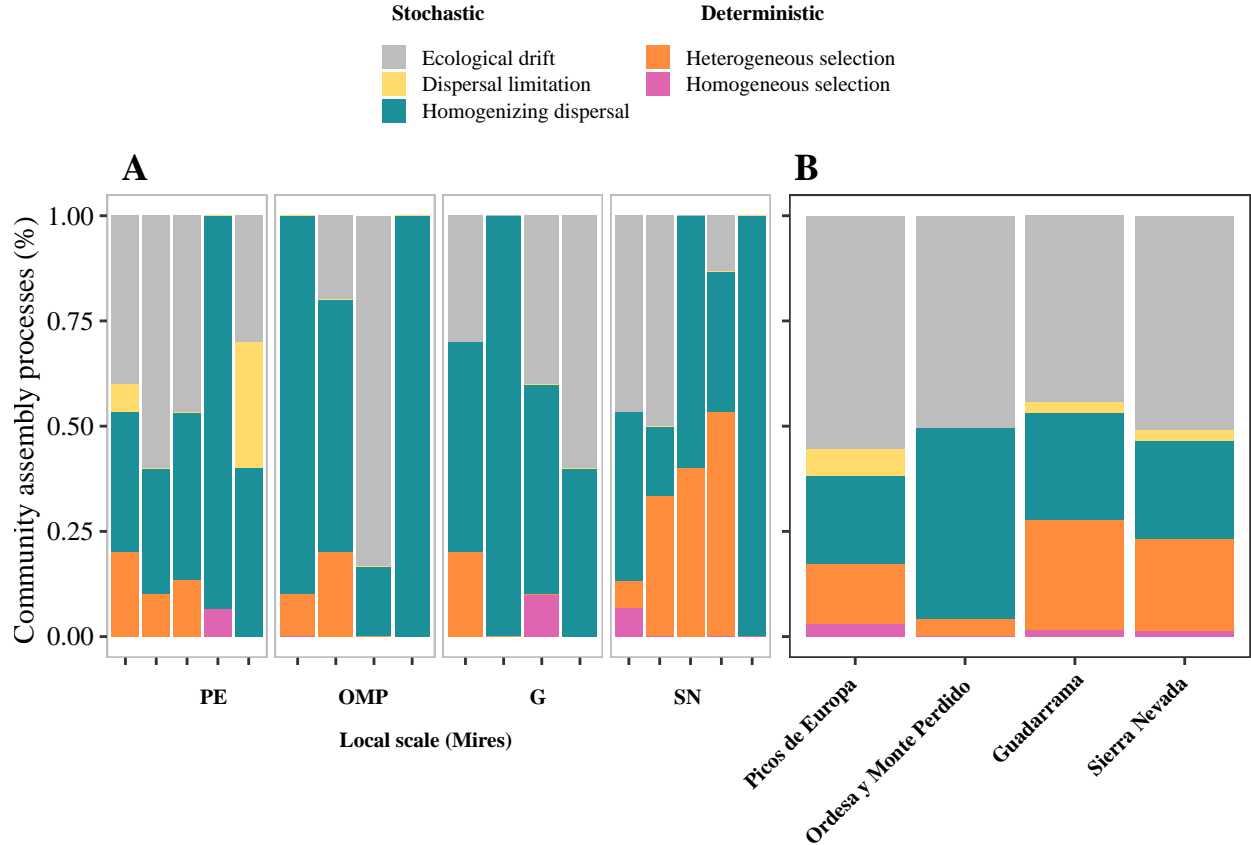 Stochastic Deterministic
Ecological drift Heterogeneous selection
Dispersal limitation Homogeneous selection
Homogenizing dispersal
A B
Community assembly processes (%)
1.00
0.75
0.50
0.25
0.00
PE OMP G SN
Local scale (Mires)
Picos de Europa
Ordesa y Monte Perdido
Guadarrama
Sierra Nevada